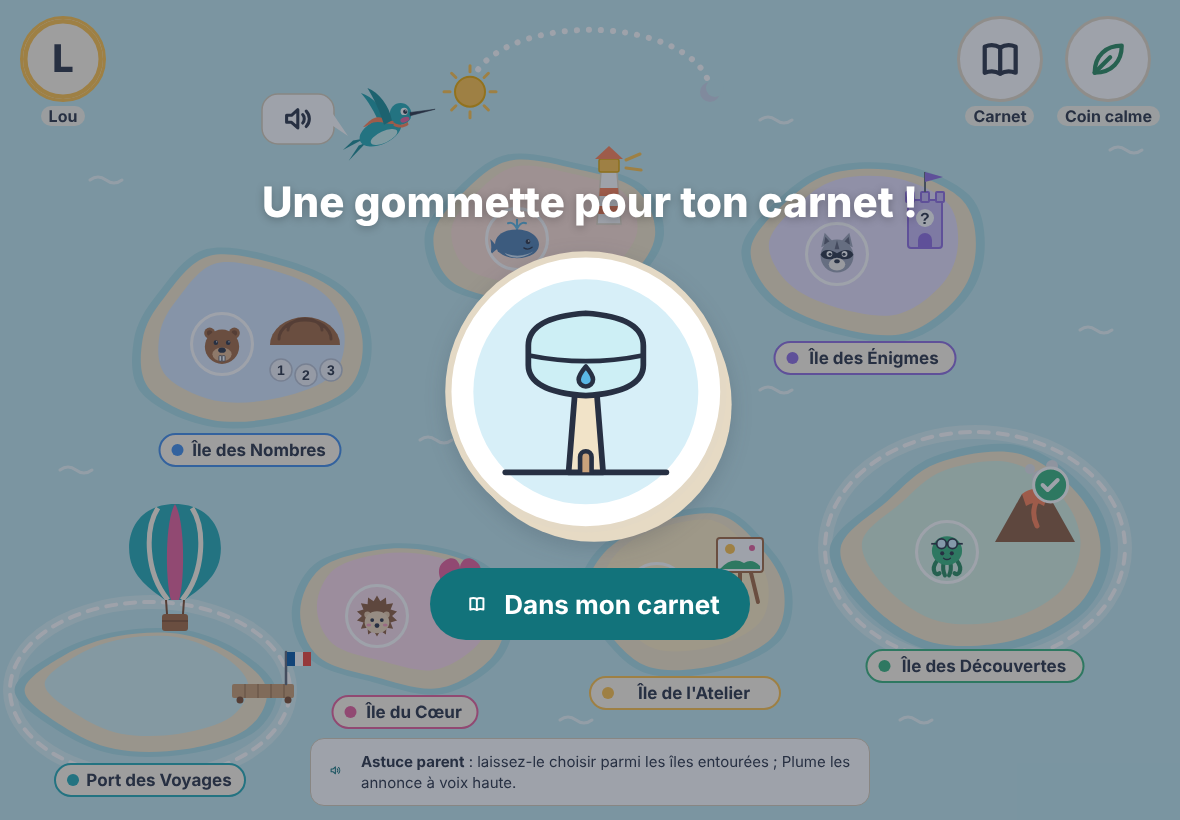 L
Lou
Carnet
Coin calme
Une gommette pour ton carnet !
?
1 2 3
Île des Énigmes
Île des Nombres
Dans mon carnet
Île des Découvertes
Île de l'Atelier
Île du Cœur
Port des Voyages
Astuce parent : laissez-le choisir parmi les îles entourées ; Plume les
annonce à voix haute.